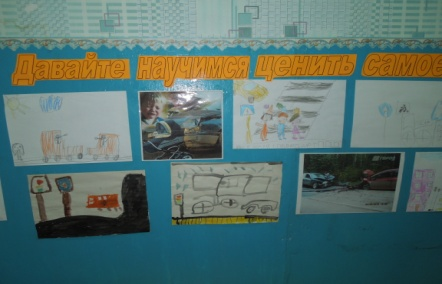 Давайте научимся ценить самое